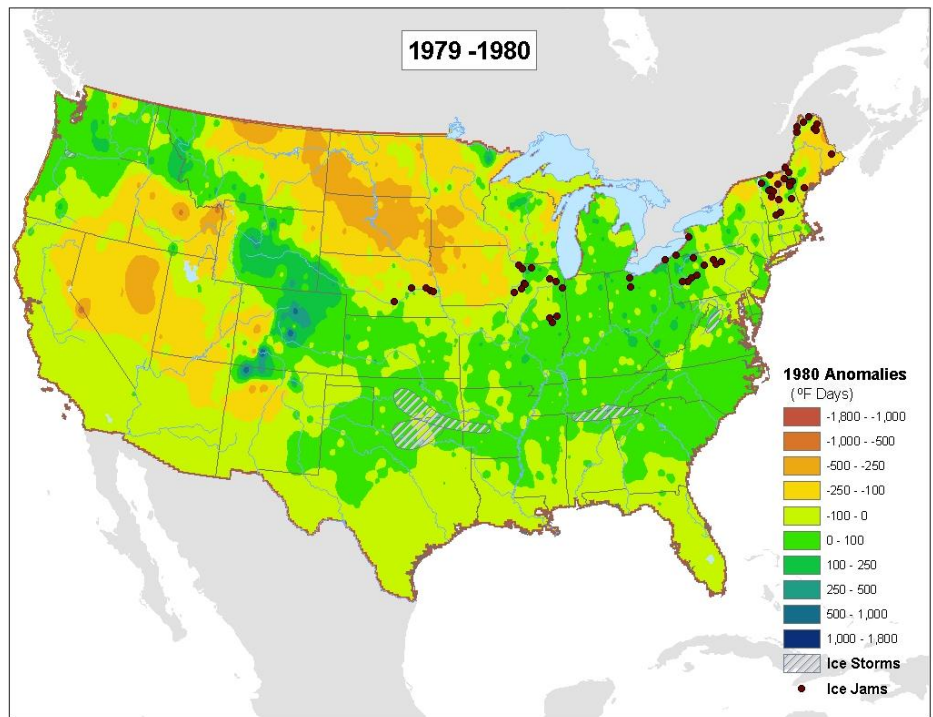 1979 -1980
1980 Anomalies
(ºF Days)
-1,800 - -1,000
-1,000 - -500
-500 - -250
-250 - -100
-100 - 0
0 - 100
100 - 250
250 - 500
500 - 1,000
1,000 - 1,800
Ice Storms
Ice Jams